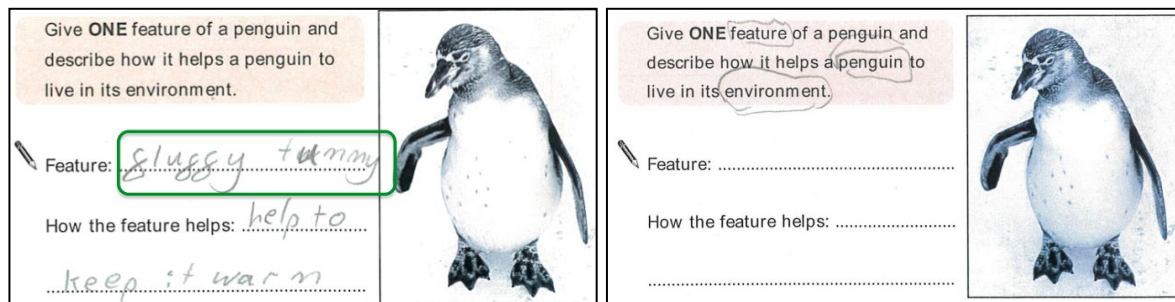 Give ONE feature of a penguin and
describe how it helps a penguin to
live in its environment.
Feature: gluggy tummy
How the feature helps: help to
keep it warm
Give ONE feature of a penguin and
describe how it helps a penguin to
live in its environment.
Feature:
How the feature helps: